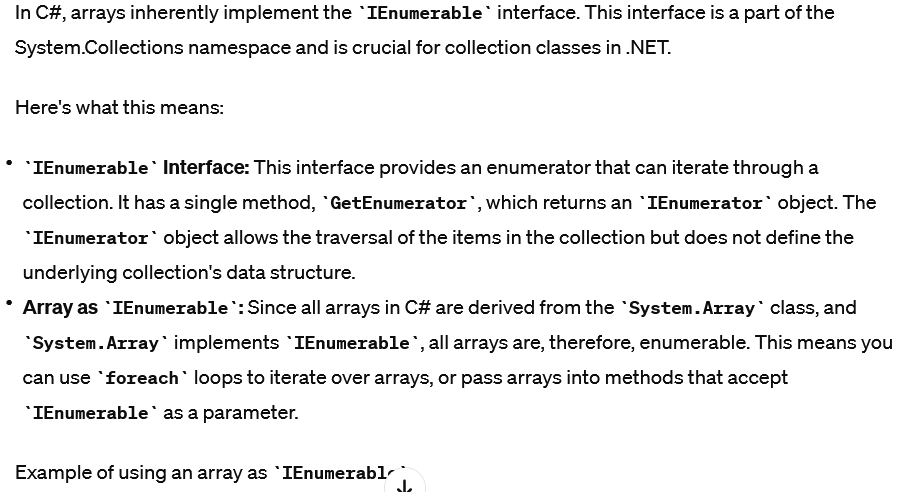 In C#, arrays inherently implement the `IEnumerable` interface. This interface is a part of the
System.Collections namespace and is crucial for collection classes in .NET.
Here's what this means:
• `IEnumerable` Interface: This interface provides an enumerator that can iterate through a
collection. It has a single method, `GetEnumerator`, which returns an `IEnumerator` object. The
`IEnumerator` object allows the traversal of the items in the collection but does not define the
underlying collection's data structure.
• Array as `IEnumerable`: Since all arrays in C# are derived from the `System.Array` class, and
`System.Array` implements `IEnumerable`, all arrays are, therefore, enumerable. This means you
can use `foreach` loops to iterate over arrays, or pass arrays into methods that accept
`IEnumerable` as a parameter.
Example of using an array as `IEnumerable`